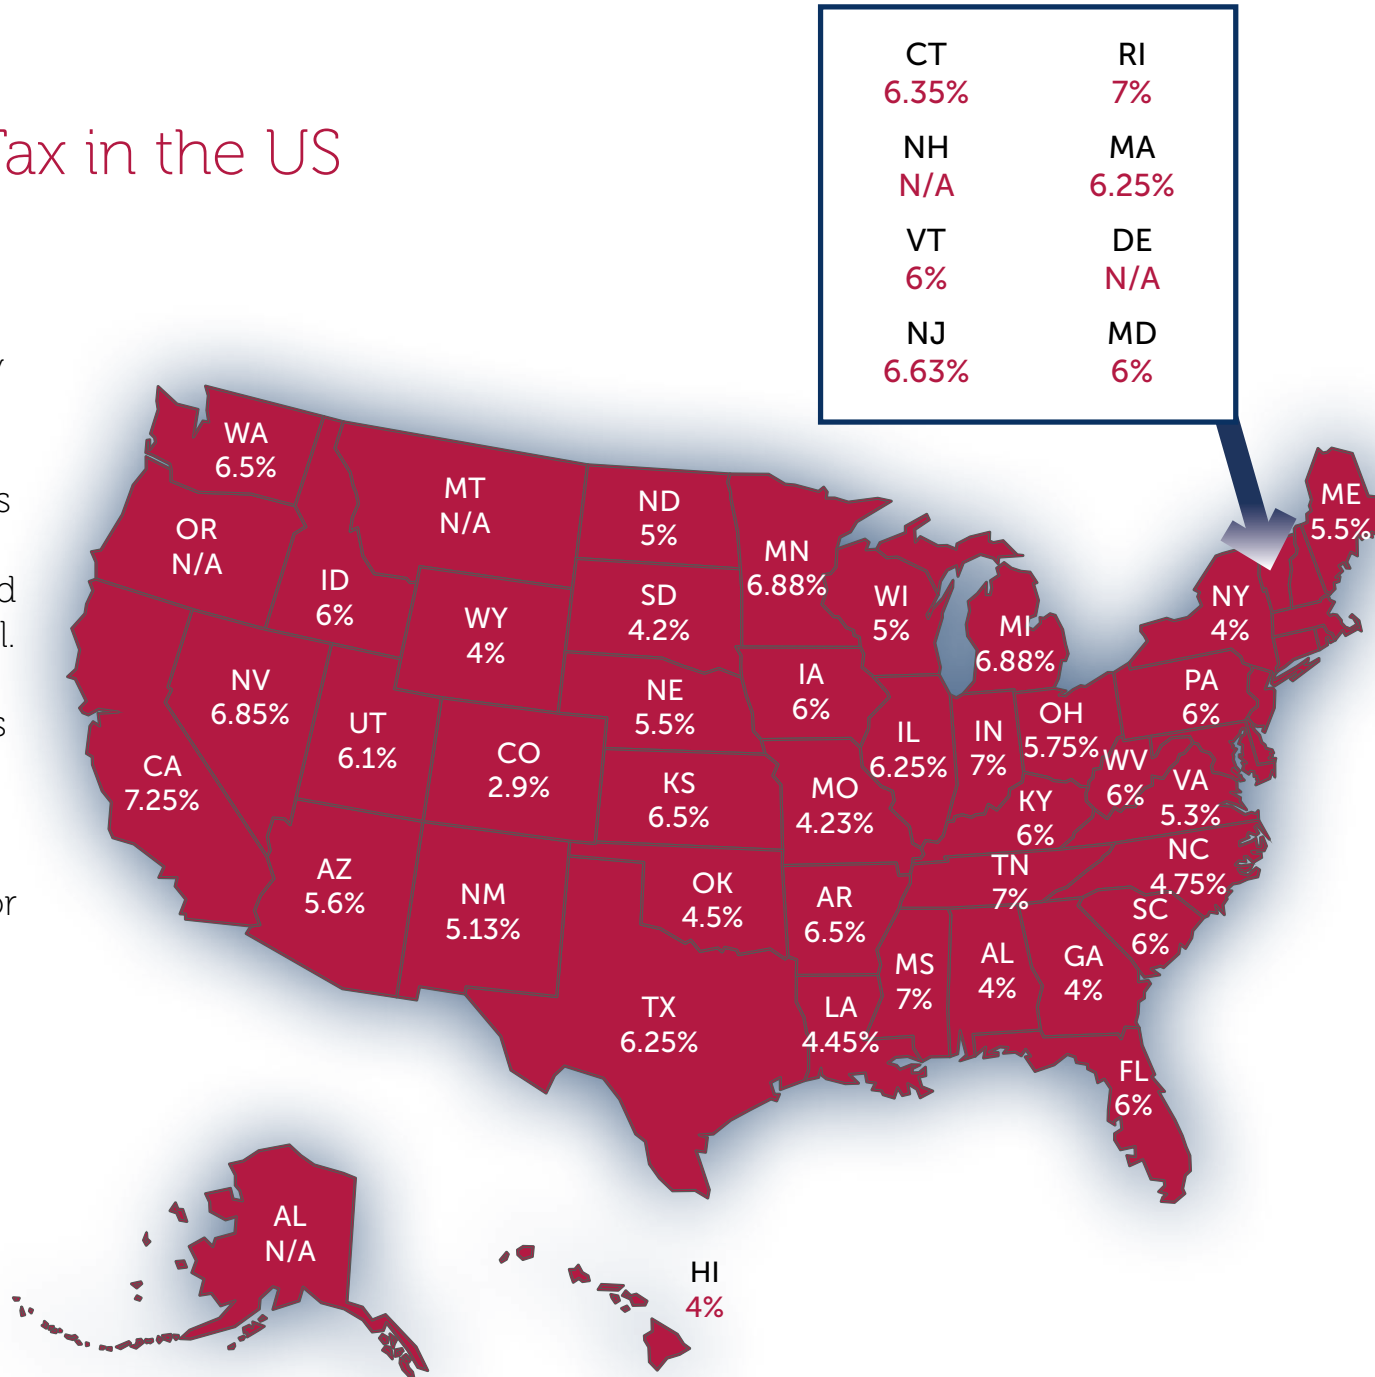 CT RI
6.35% 7%
NH MA
N/A 6.25%
VT DE
6% N/A
NJ MD
6.63% 6%
Tax in the US
WA
6.5%
OR
N/A
MT
N/A
ID
6%
ND
5%
MN
6.88%
SD
4.2%
WY
4%
WI
5%
MI
6.88%
NY
4%
ME
5.5%
NV
6.85%
UT
6.1%
CA
7.25%
CO
2.9%
NE
5.5%
IA
6%
KS
6.5%
MO
4.23%
IL
6.25%
IN
7%
OH
5.75%
PA
6%
WV
6%
VA
5.3%
KY
6%
NC
4.75%
TN
7%
SC
6%
AZ
5.6%
NM
5.13%
OK
4.5%
AR
6.5%
TX
6.25%
LA
4.45%
MS
7%
AL
4%
GA
4%
FL
6%
AL
N/A
HI
4%